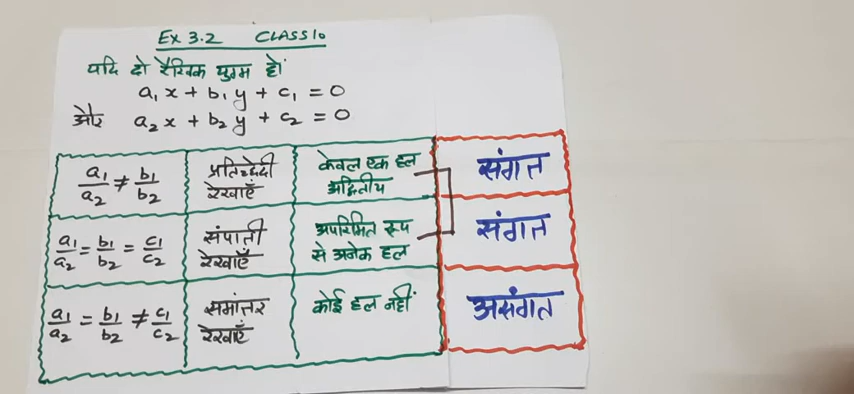 Ex 3.2 CLASS 10
यदि दो रैखिक युग्म हों
a₁x + b₁y + c₁ = 0
और a₂x + b₂y + c₂ = 0
a₁/a₂ ≠ b₁/b₂ प्रतिच्छेदी रेखाएँ केवल एक हल अद्वितीय संगत
a₁/a₂ = b₁/b₂ = c₁/c₂ संपाती रेखाएँ अपरिमित रूप से अनेक हल संगत
a₁/a₂ = b₁/b₂ ≠ c₁/c₂ समांतर रेखाएँ कोई हल नहीं असंगत